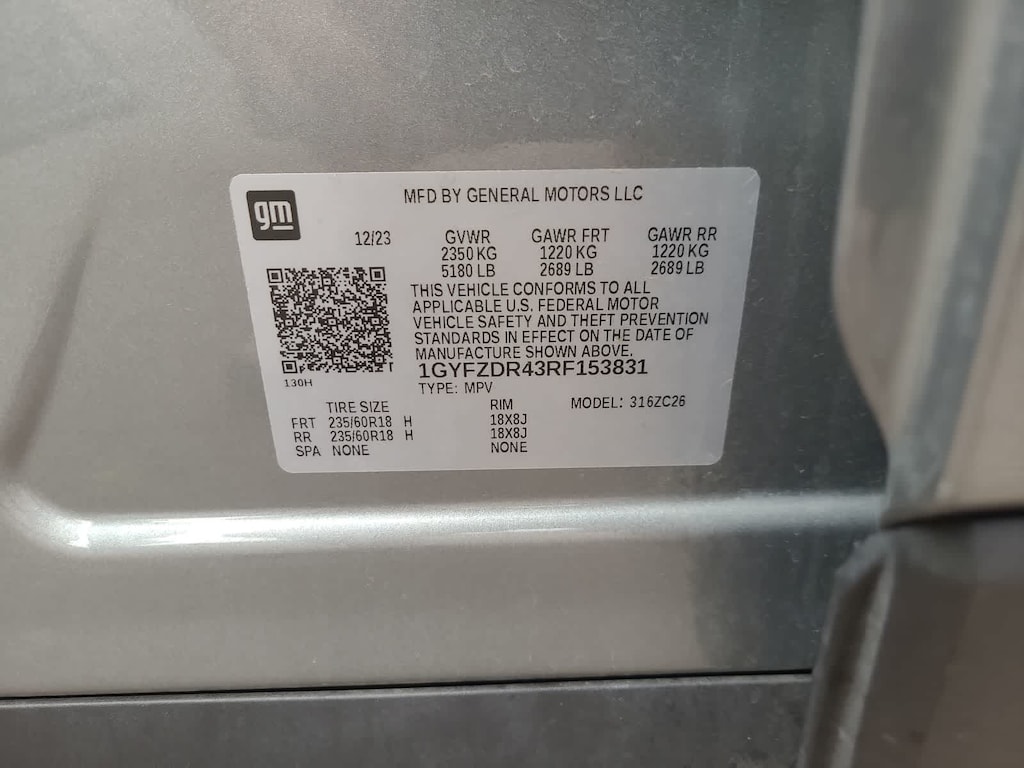 gm
MFD BY GENERAL MOTORS LLC
12/23 GVWR GAWR FRT GAWR RR
2350 KG 1220 KG 1220 KG
5180 LB 2689 LB 2689 LB
THIS VEHICLE CONFORMS TO ALL
APPLICABLE U.S. FEDERAL MOTOR
VEHICLE SAFETY AND THEFT PREVENTION
STANDARDS IN EFFECT ON THE DATE OF
MANUFACTURE SHOWN ABOVE.
1GYFZDR43RF153831
130H
TYPE: MPV
TIRE SIZE RIM MODEL: 316ZC26
FRT 235/60R18 H 18X8J
RR 235/60R18 H 18X8J
SPA NONE NONE